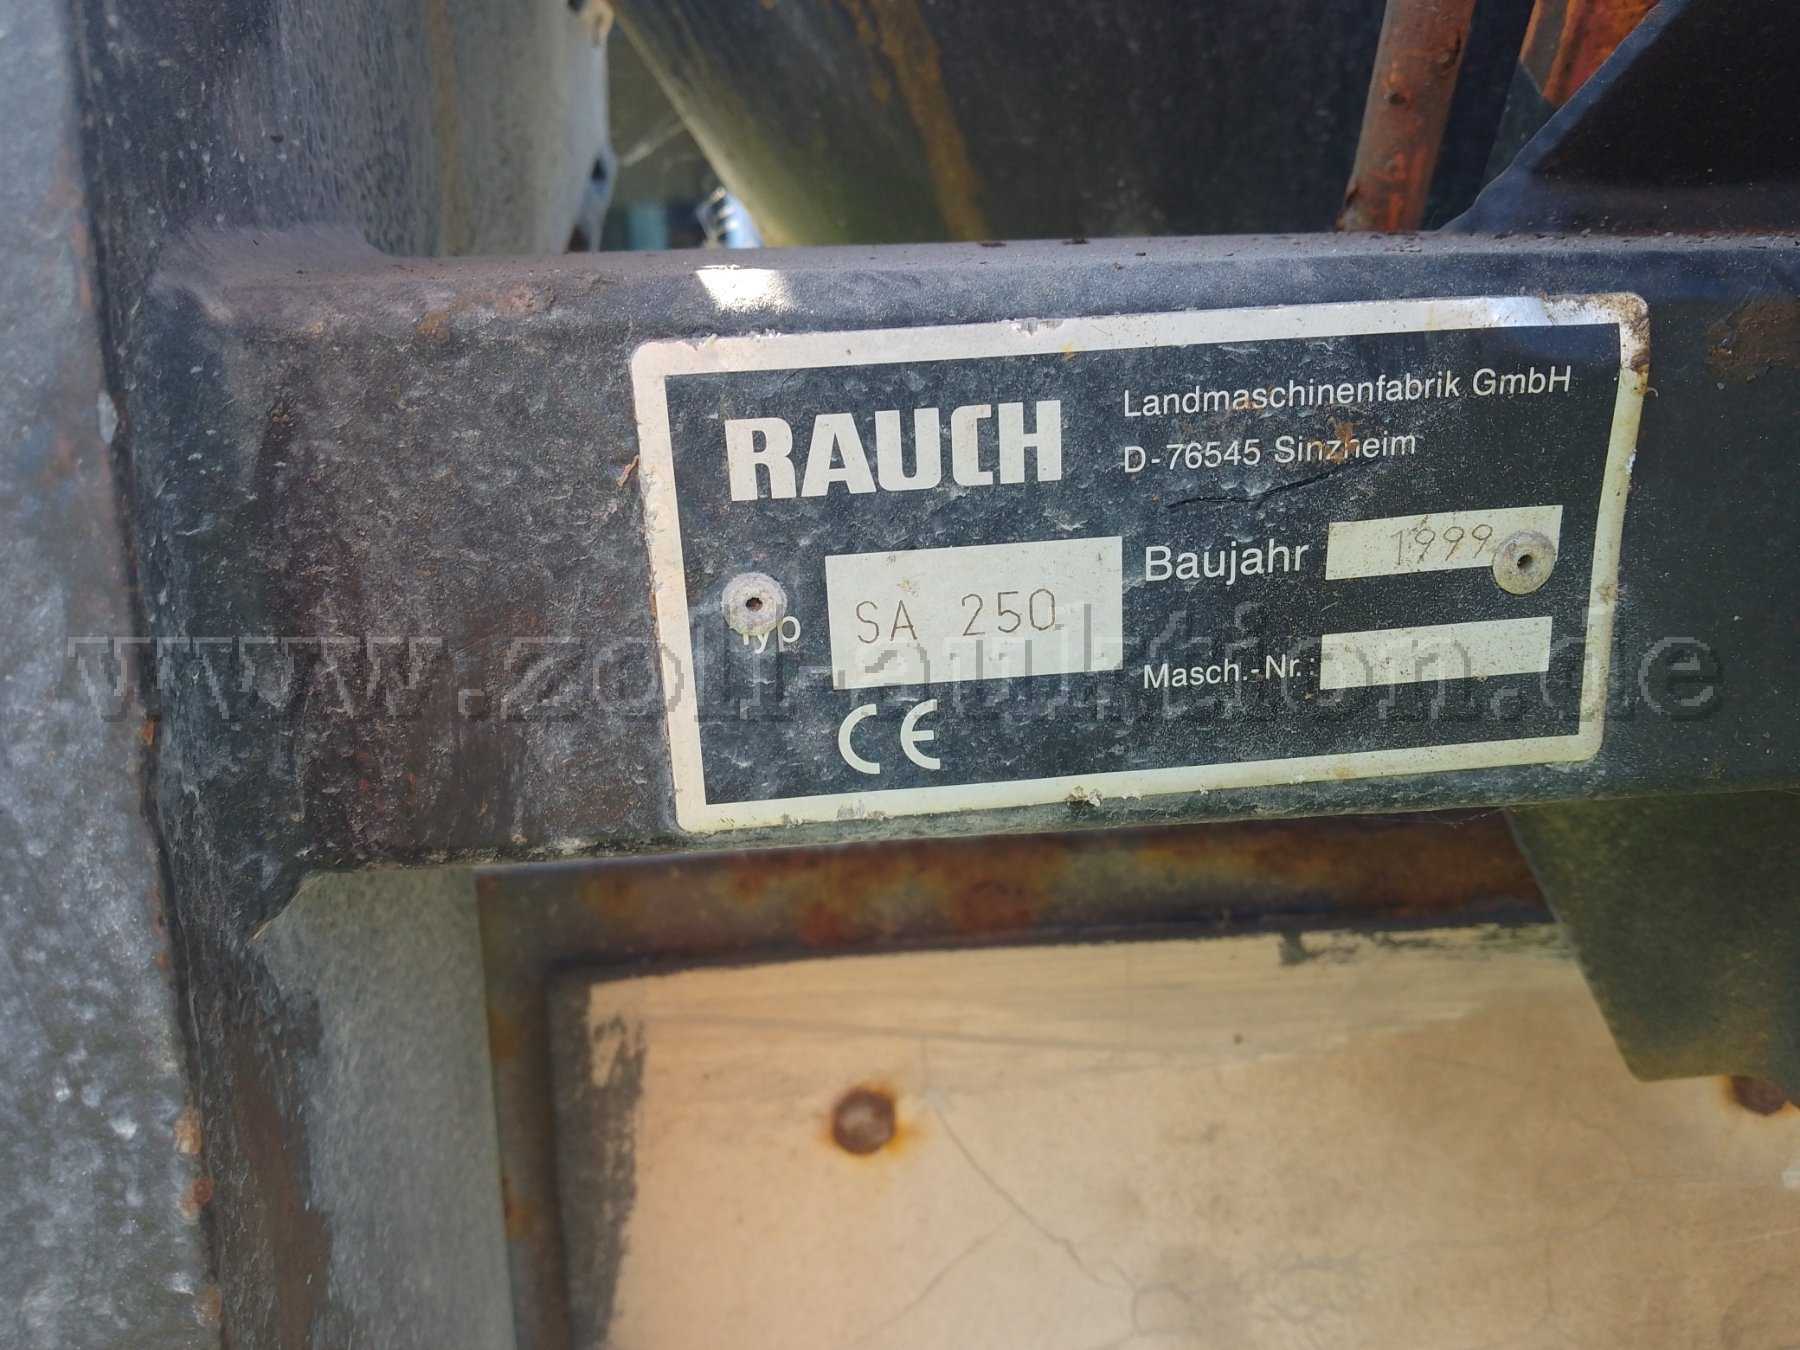 RAUCH
Landmaschinenfabrik GmbH
D-76545 Sinzheim
Typ SA 250
Baujahr 1999
Masch.-Nr.:
CE
www.zoll-auktion.de